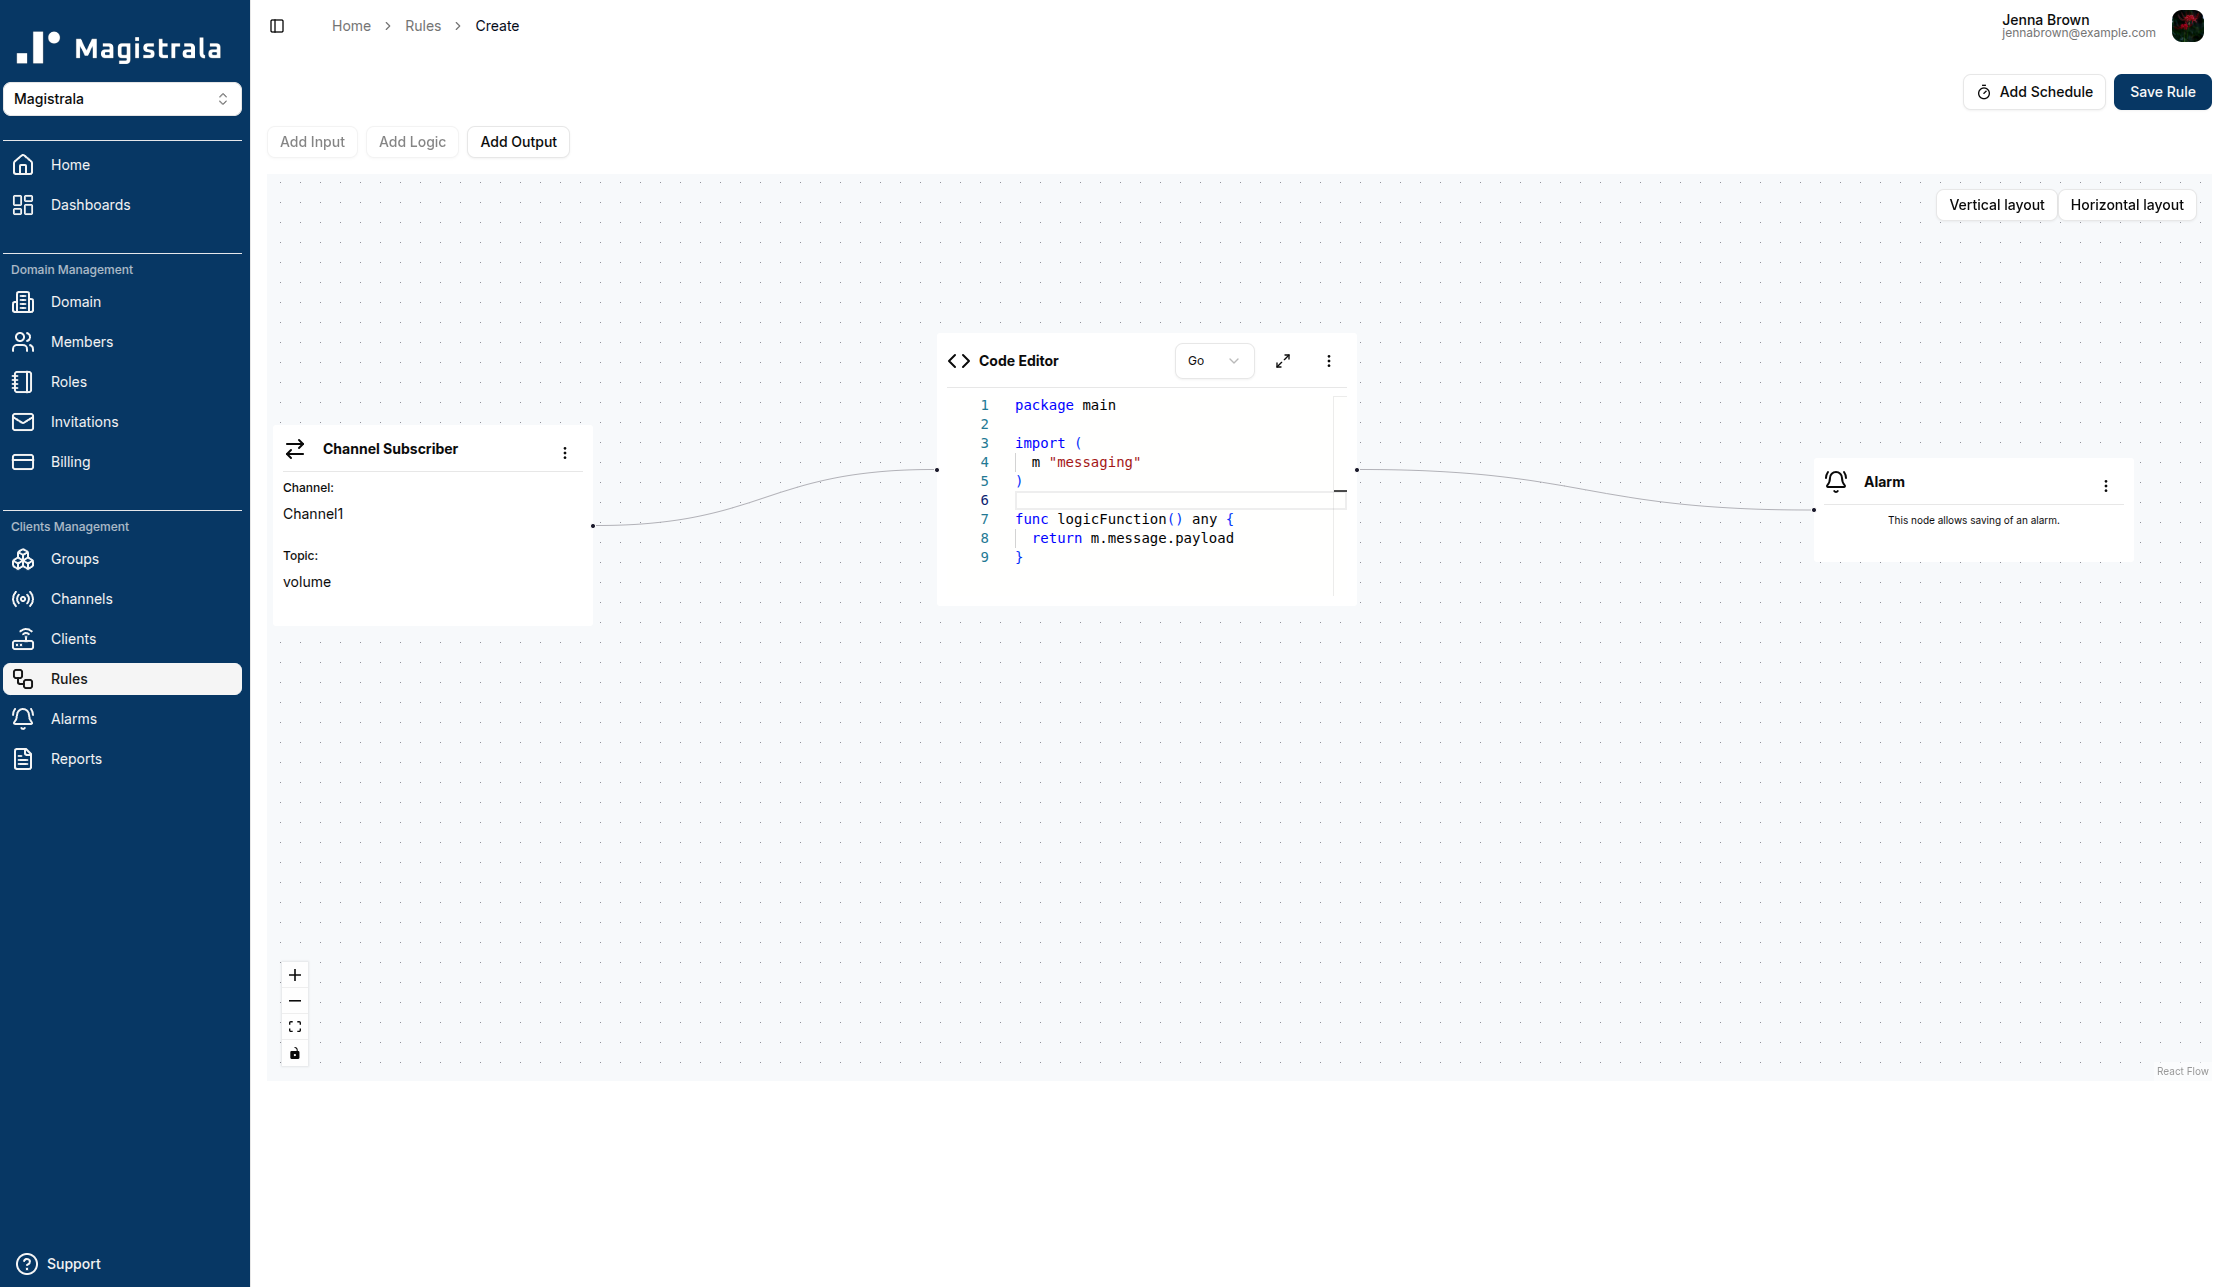 Magistrala
Magistrala
Home
Dashboards
Domain Management
Domain
Members
Roles
Invitations
Billing
Clients Management
Groups
Channels
Clients
Rules
Alarms
Reports
Support
Home > Rules > Create
Jenna Brown
jennabrown@example.com
Add Schedule
Save Rule
Add Input
Add Logic
Add Output
Vertical layout
Horizontal layout
Channel Subscriber
Channel:
Channel1
Topic:
volume
Code Editor
Go
1 package main
2
3 import (
4 m "messaging"
5 )
6
7 func logicFunction() any {
8 return m.message.payload
9 }
Alarm
This node allows saving of an alarm.
React Flow